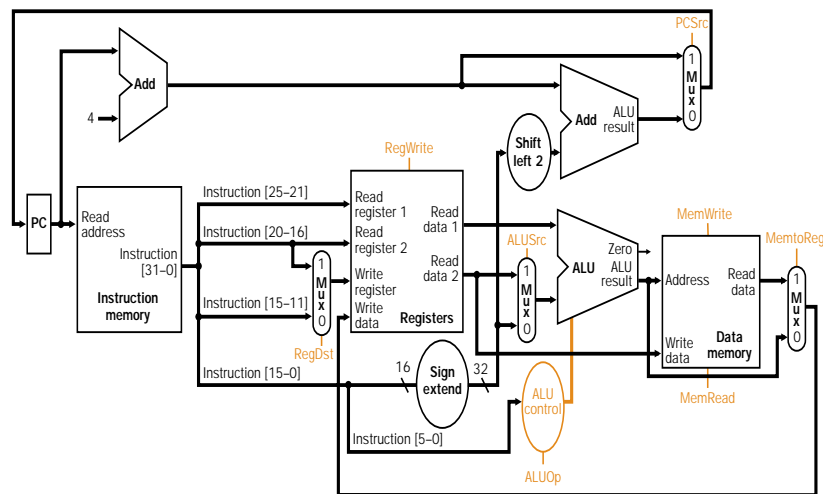 PCSrc
Add
4
1
M
u
x
0
Add
ALU
result
Shift
left 2
RegWrite
PC
Read
address
Instruction
[31–0]
Instruction
memory
Instruction [25–21]
Instruction [20–16]
Instruction [15–11]
Instruction [15–0]
Instruction [5–0]
1
M
u
x
0
RegDst
Read
register 1
Read
register 2
Write
register
Write
data
Read
data 1
Read
data 2
Registers
16
Sign
extend
32
ALUSrc
1
M
u
x
0
Zero
ALU
ALU
result
ALU
control
ALUOp
MemWrite
Address
Read
data
Write
data
Data
memory
MemRead
MemtoReg
1
M
u
x
0